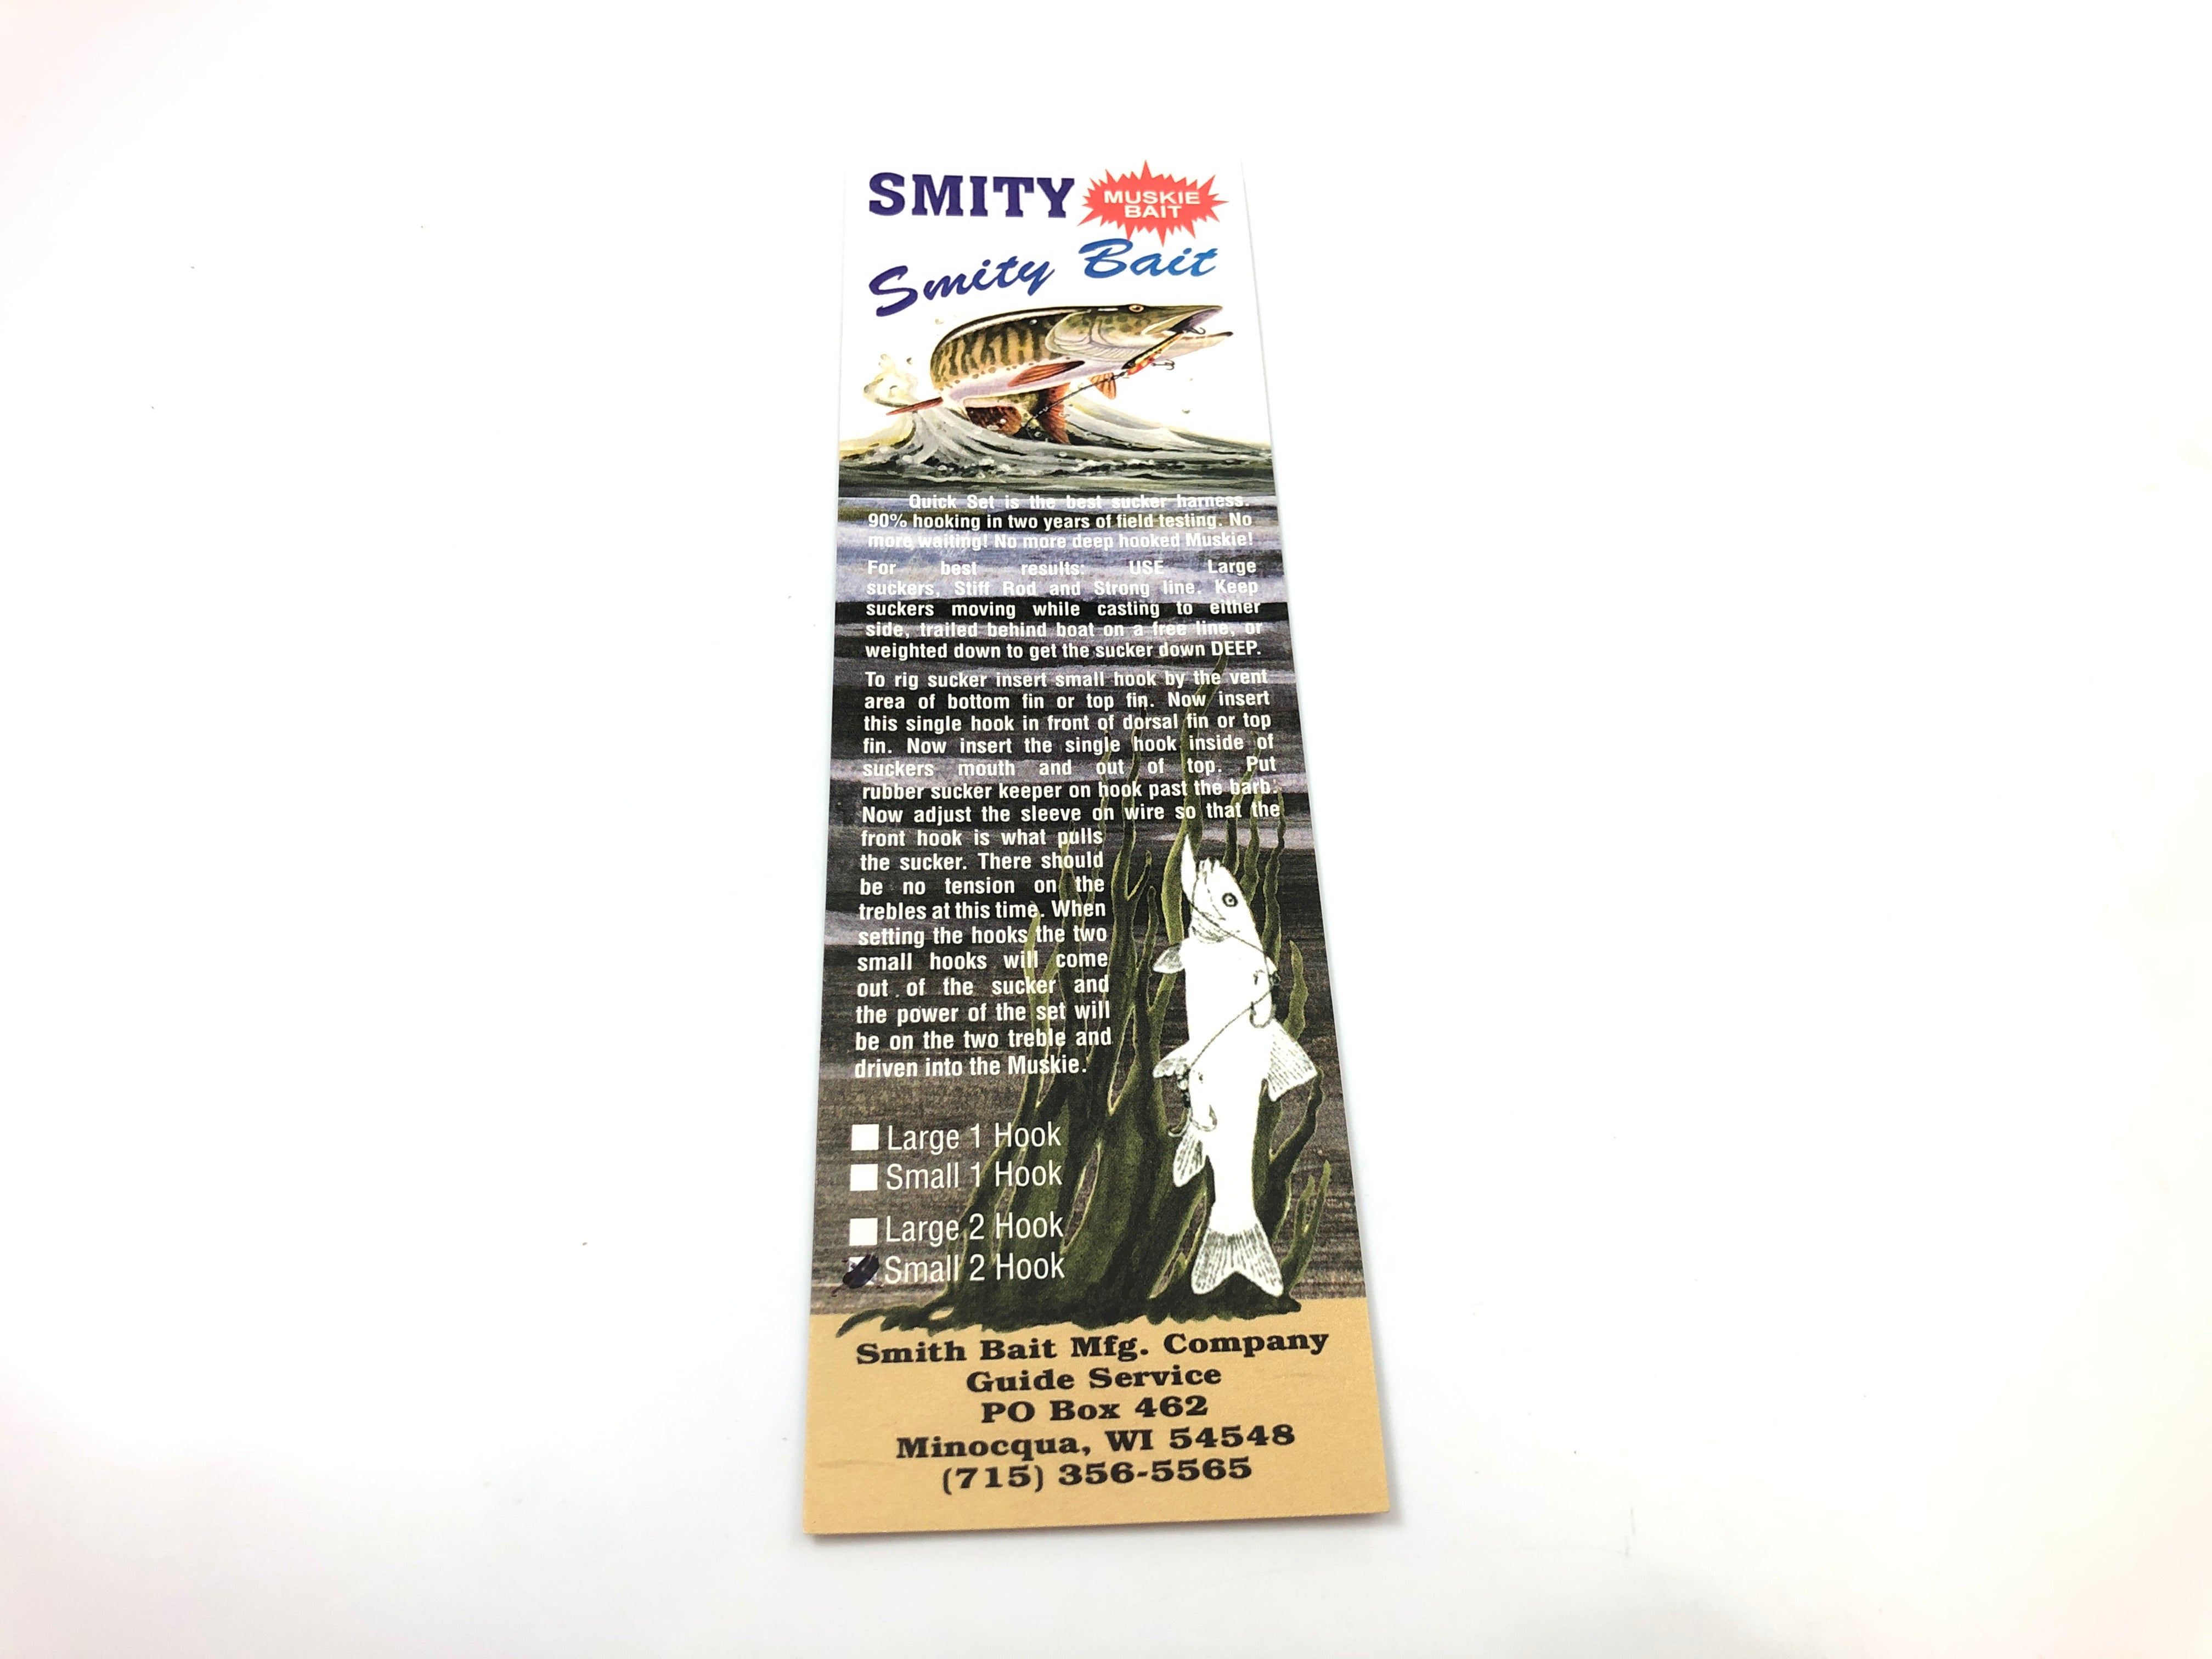 SMITY
MUSKIE
BAIT
Smity Bait
Quick Set is the best sucker harness.
90% hooking in two years of field testing. No
more waiting! No more deep hooked Muskie!
For best results: USE Large
suckers, Stiff Rod and Strong line. Keep
suckers moving while casting to either
side, trailed behind boat on a free line, or
weighted down to get the sucker down DEEP.
To rig sucker insert small hook by the vent
area of bottom fin or top fin. Now insert
this single hook in front of dorsal fin or top
fin. Now insert the single hook inside of
suckers mouth and out of top. Put
rubber sucker keeper on hook past the barb.
Now adjust the sleeve on wire so that the
front hook is what pulls
the sucker. There should
be no tension on the
trebles at this time. When
setting the hooks the two
small hooks will come
out of the sucker and
the power of the set will
be on the two treble and
driven into the Muskie.
Large 1 Hook
Small 1 Hook
Large 2 Hook
Small 2 Hook
Smith Bait Mfg. Company
Guide Service
PO Box 462
Minocqua, WI 54548
(715) 356-5565